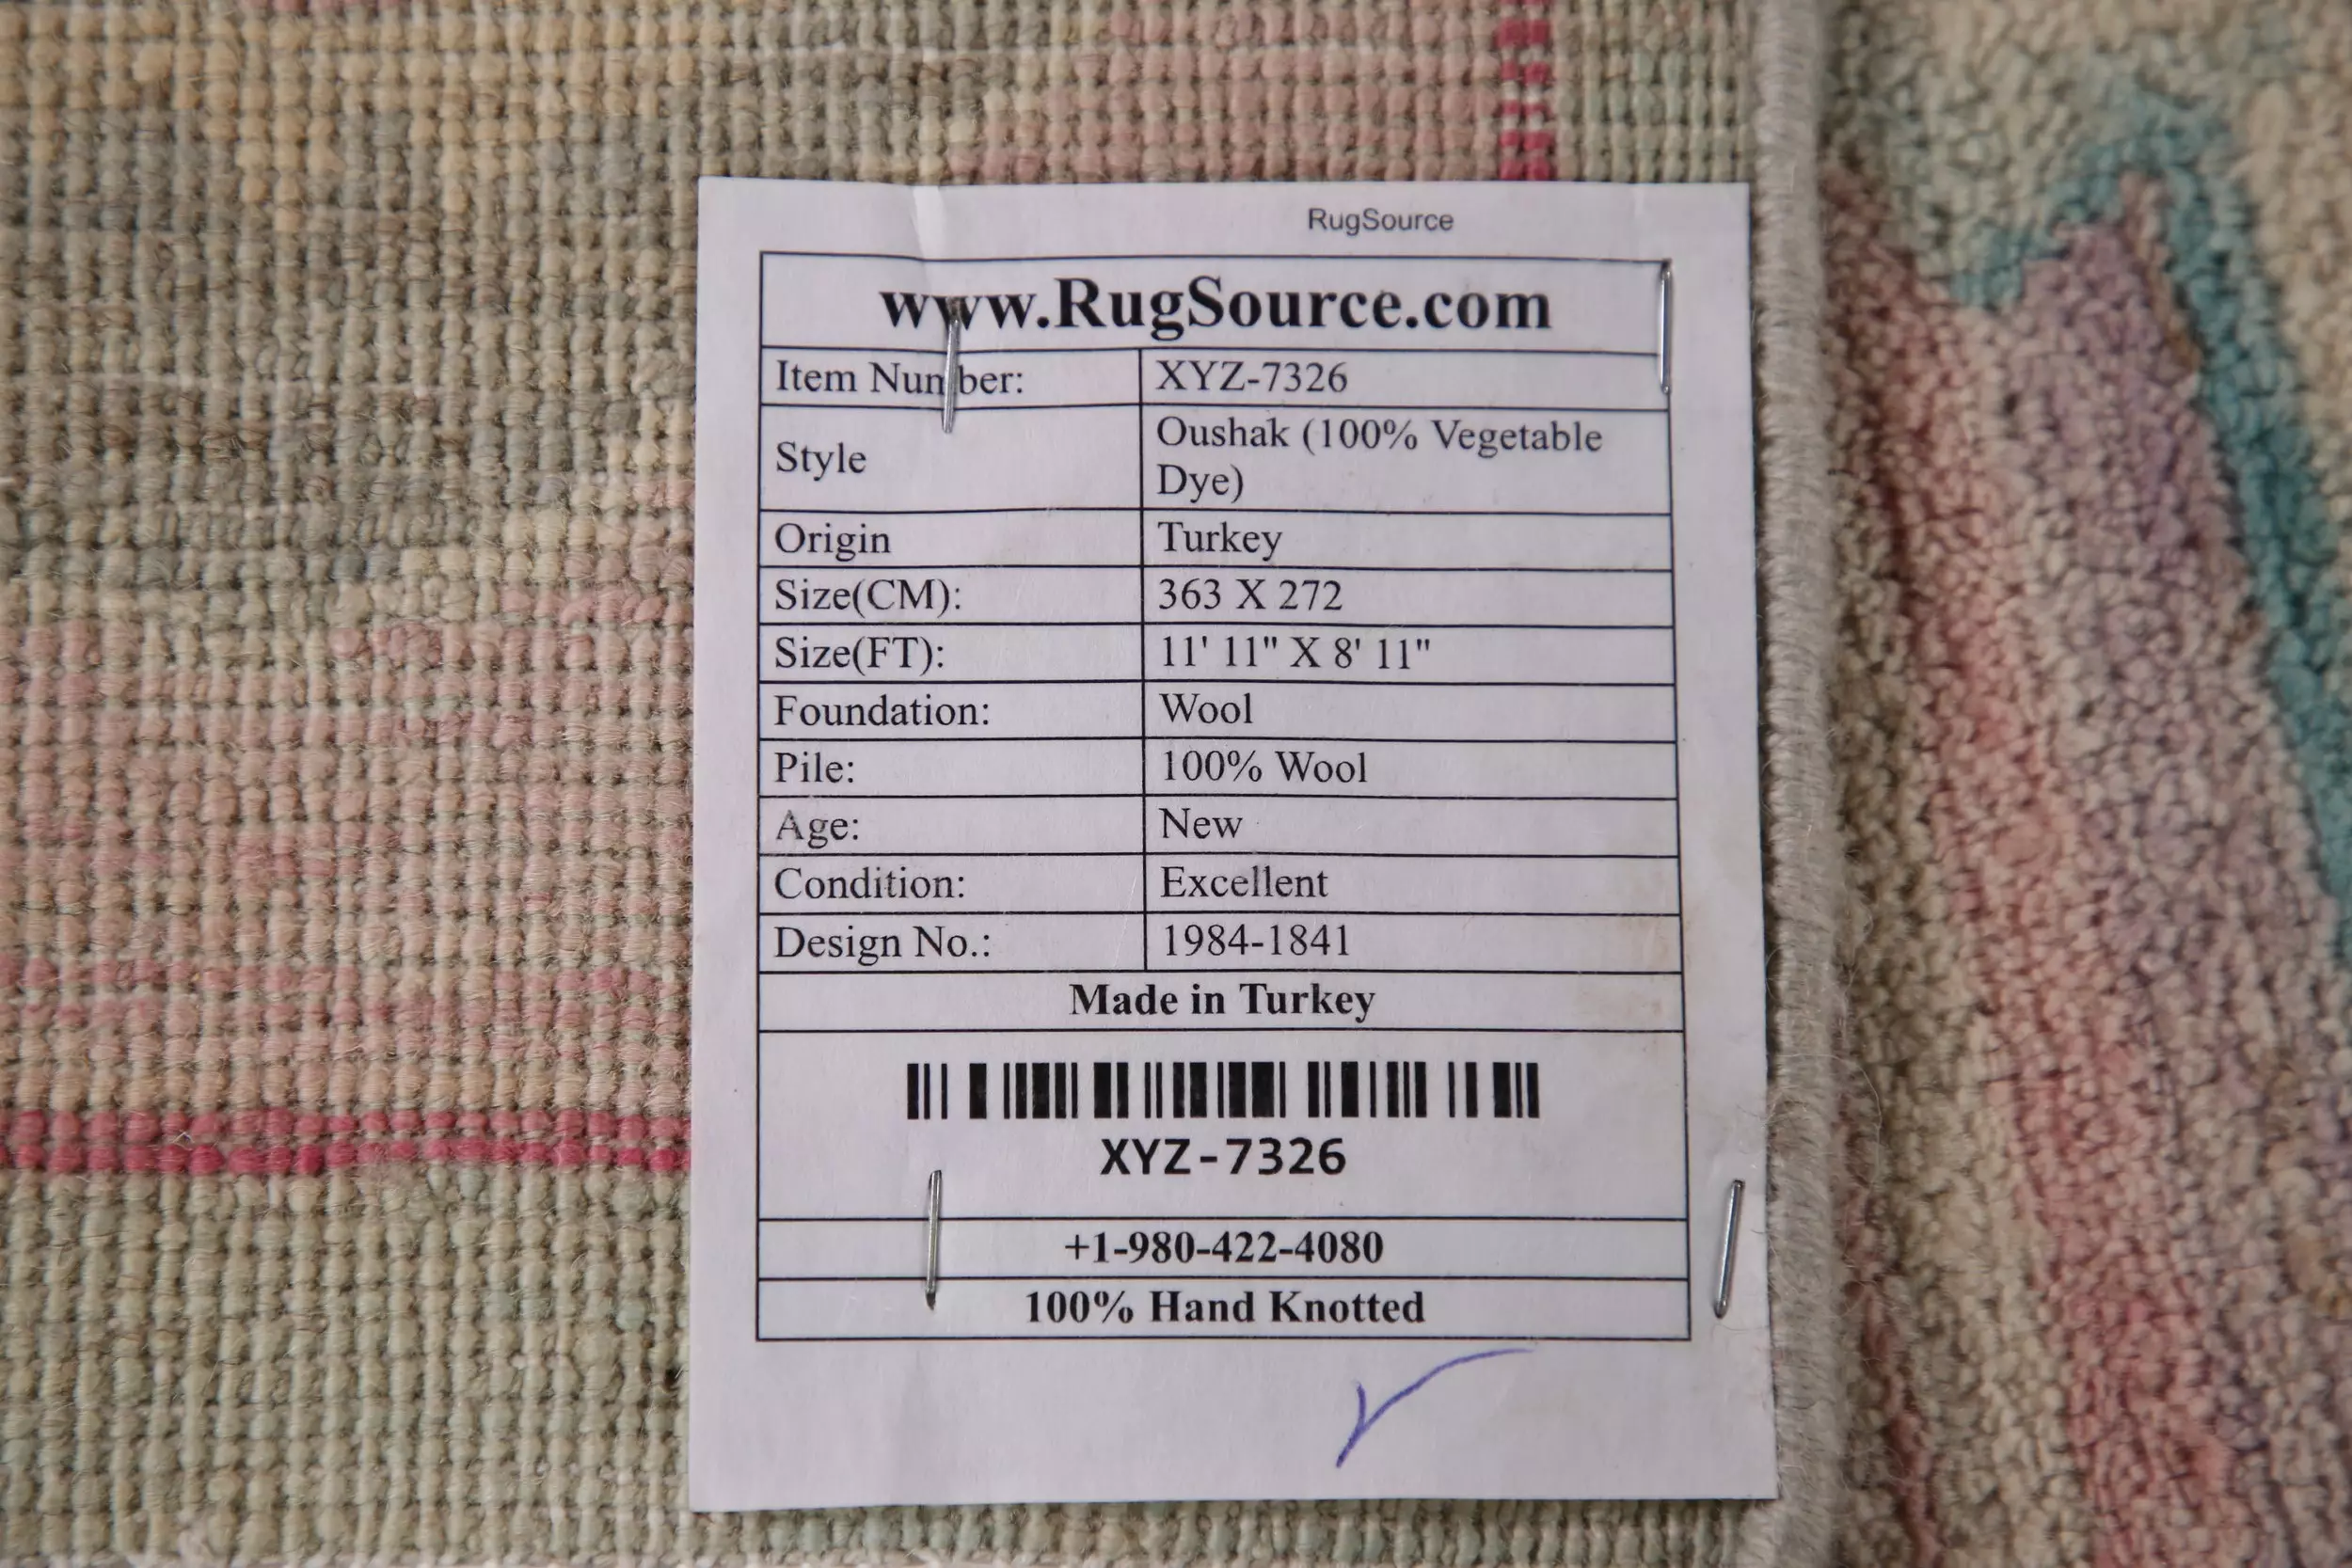 RugSource
www.RugSource.com
Item Number: XYZ-7326
Style Oushak (100% Vegetable
Dye)
Origin Turkey
Size(CM): 363 X 272
Size(FT): 11' 11" X 8' 11"
Foundation: Wool
Pile: 100% Wool
Age: New
Condition: Excellent
Design No.: 1984-1841
Made in Turkey
XYZ-7326
+1-980-422-4080
100% Hand Knotted